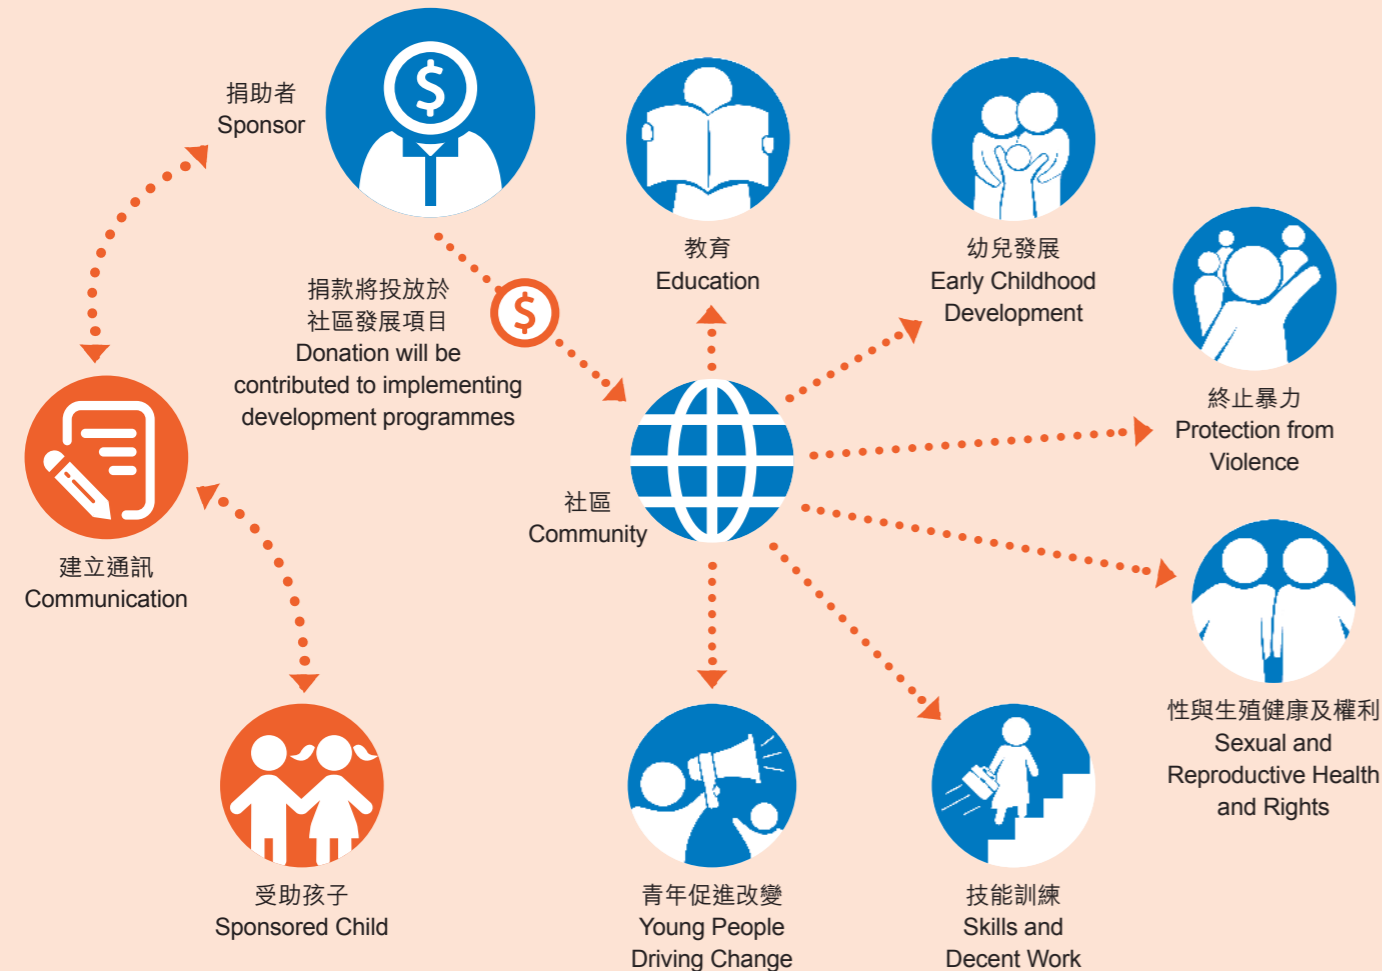 捐助者
Sponsor
捐款將投放於
社區發展項目
Donation will be
contributed to implementing
development programmes
教育
Education
幼兒發展
Early Childhood
Development
終止暴力
Protection from
Violence
社區
Community
建立通訊
Communication
性與生殖健康及權利
Sexual and
Reproductive Health
and Rights
受助孩子
Sponsored Child
青年促進改變
Young People
Driving Change
技能訓練
Skills and
Decent Work